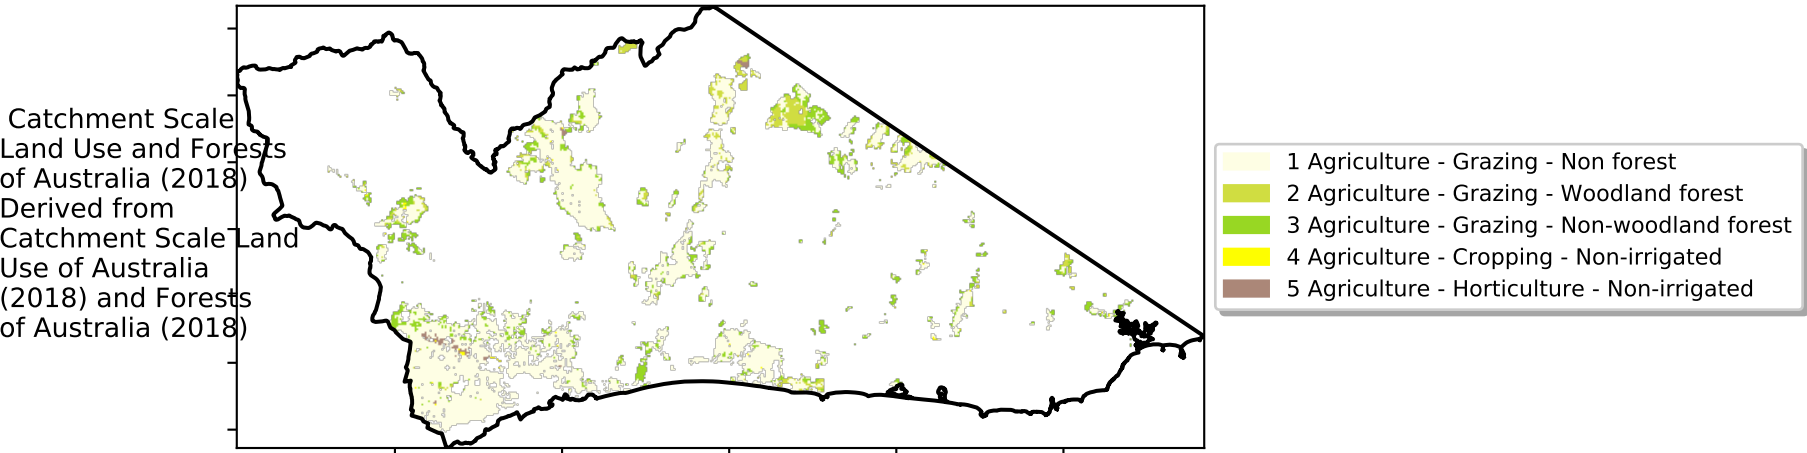 Catchment Scale
Land Use and Forests
of Australia (2018)
Derived from
Catchment Scale Land
Use of Australia
(2018) and Forests
of Australia (2018)
1 Agriculture - Grazing - Non forest
2 Agriculture - Grazing - Woodland forest
3 Agriculture - Grazing - Non-woodland forest
4 Agriculture - Cropping - Non-irrigated
5 Agriculture - Horticulture - Non-irrigated